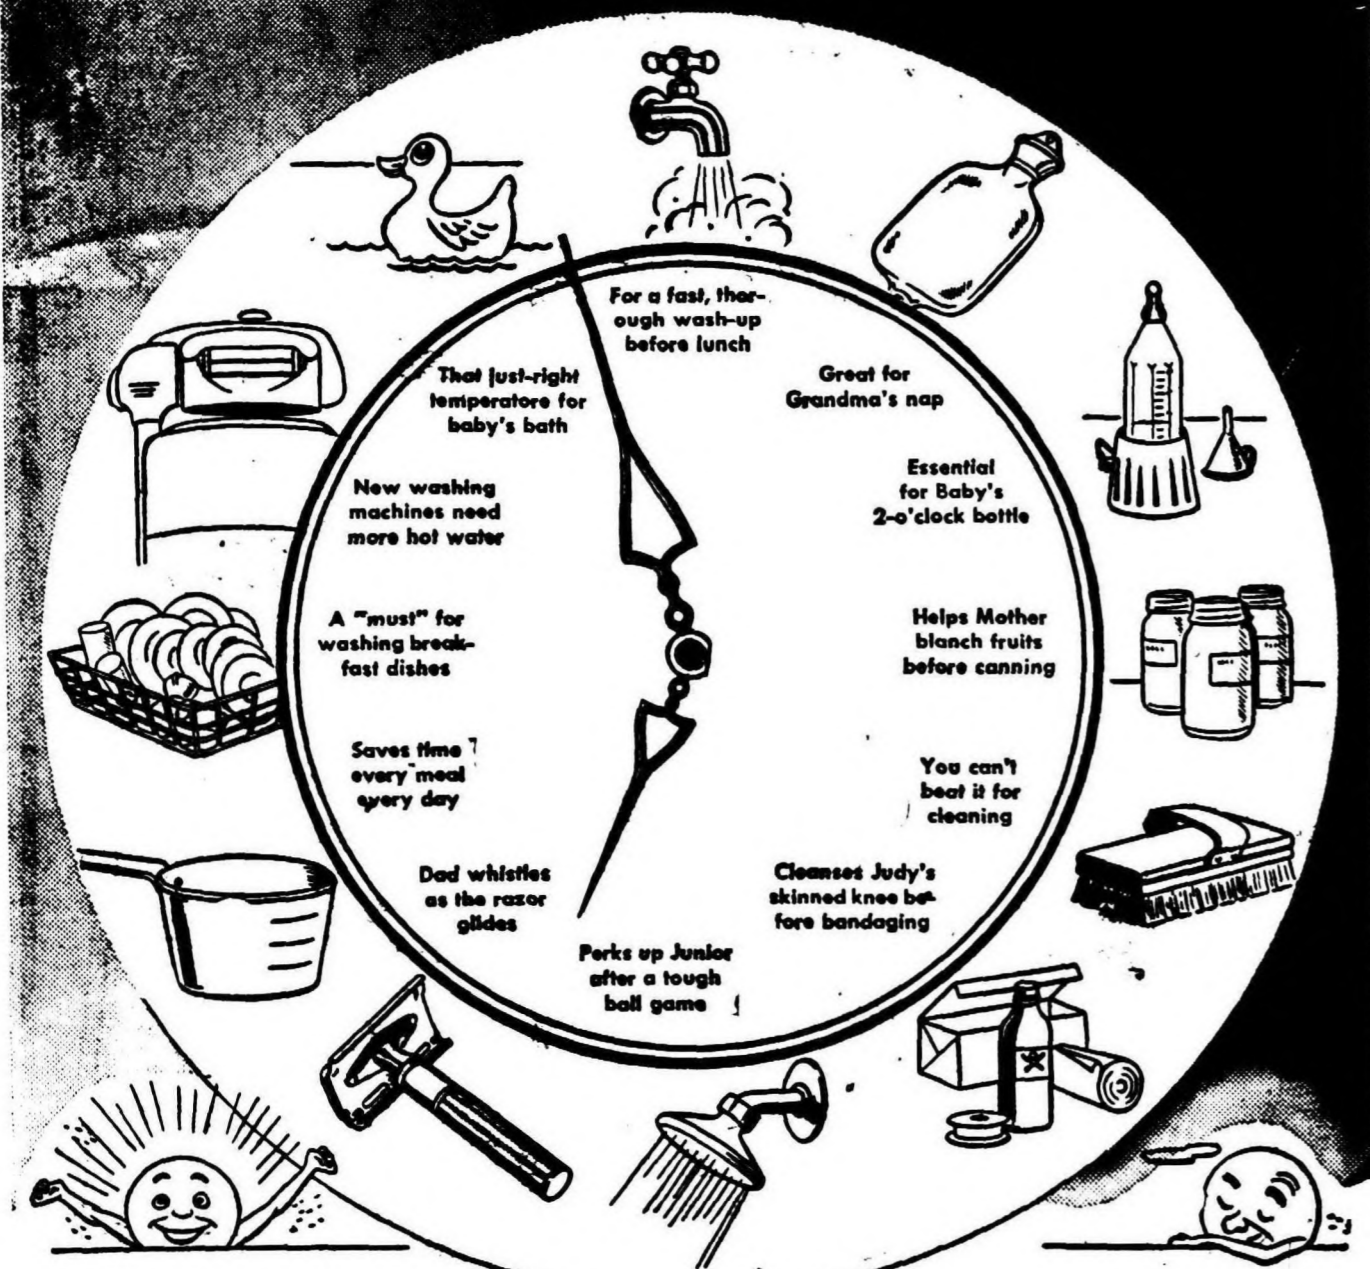 For a fast, thor-
ough wash-up
before lunch
Great for
Grandma's nap
Essential
for Baby's
2-o'clock bottle
Helps Mother
blanch fruits
before canning
You can't
beat it for
cleaning
Cleanses Judy's
skinned knee be-
fore bandaging
Perks up Junior
after a tough
ball game
Dad whistles
as the razor
glides
Saves time
every meal
every day
A "must" for
washing break-
fast dishes
New washing
machines need
more hot water
That just-right
temperatore for
baby's bath